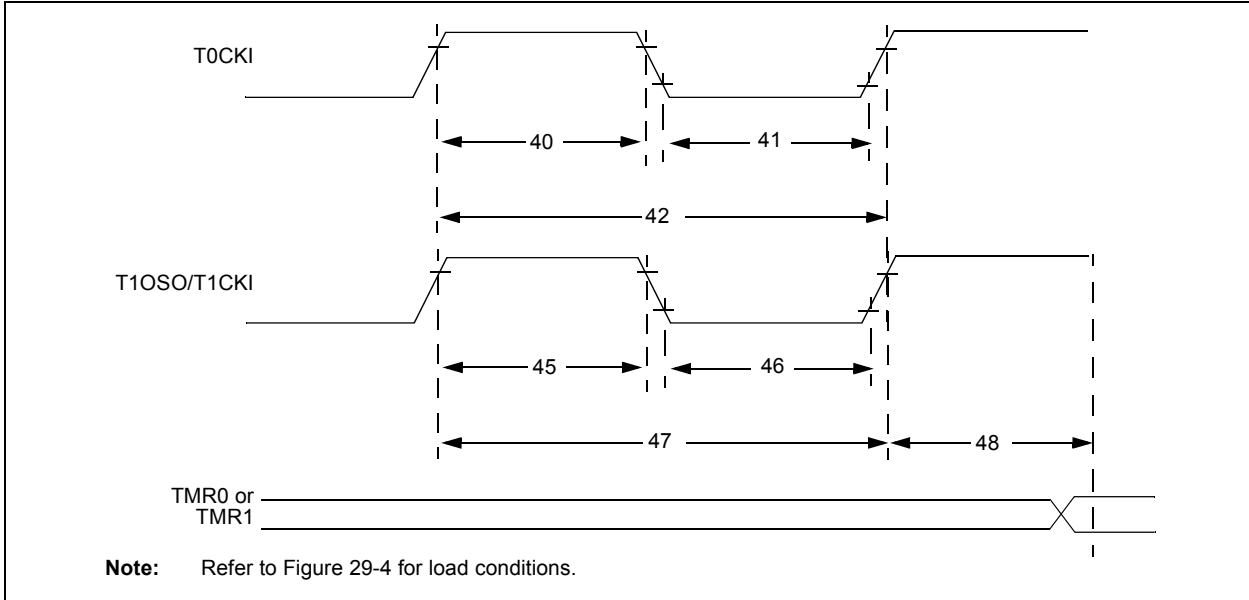 T0CKI
40
41
42
T1OSO/T1CKI
45
46
47
48
TMR0 or
TMR1
Note: Refer to Figure 29-4 for load conditions.